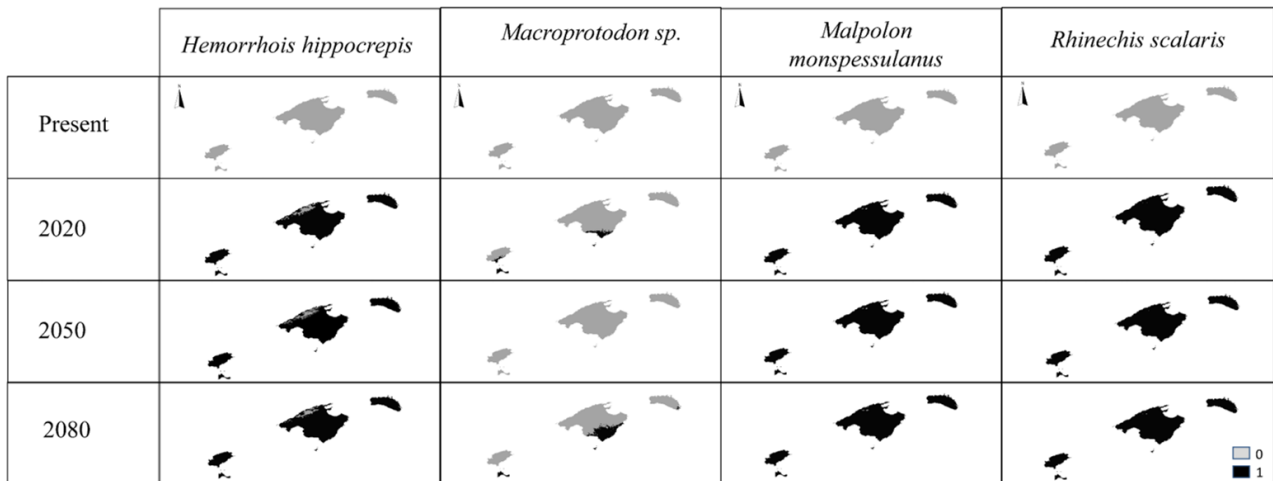 Hemorrhois hippocrepis
Macroprotodon sp.
Malpolon
monspessulanus
Rhinechis scalaris
Present
2020
2050
2080
0
1